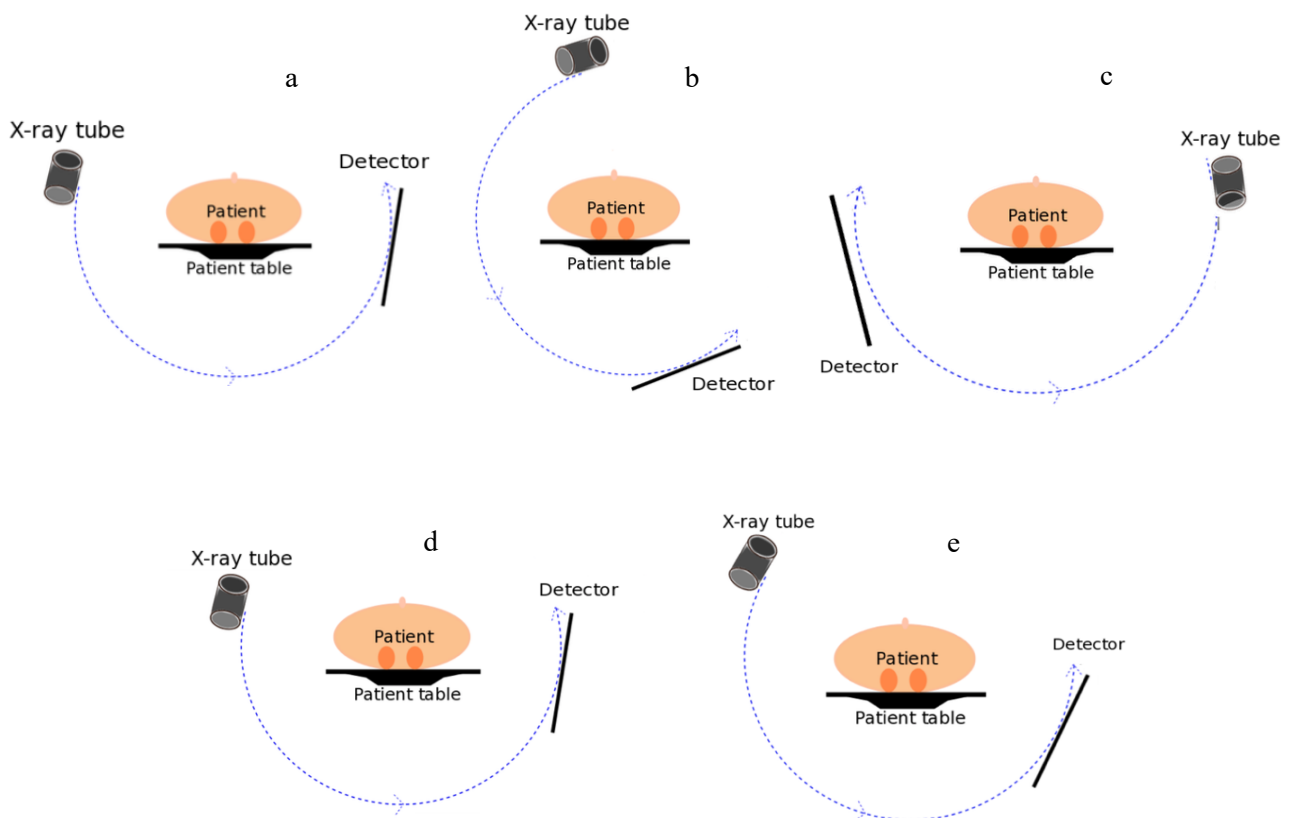 a
X-ray tube
Detector
Patient
Patient table
b
X-ray tube
Patient
Patient table
Detector
c
X-ray tube
Patient
Patient table
Detector
d
X-ray tube
Detector
Patient
Patient table
e
X-ray tube
Detector
Patient
Patient table